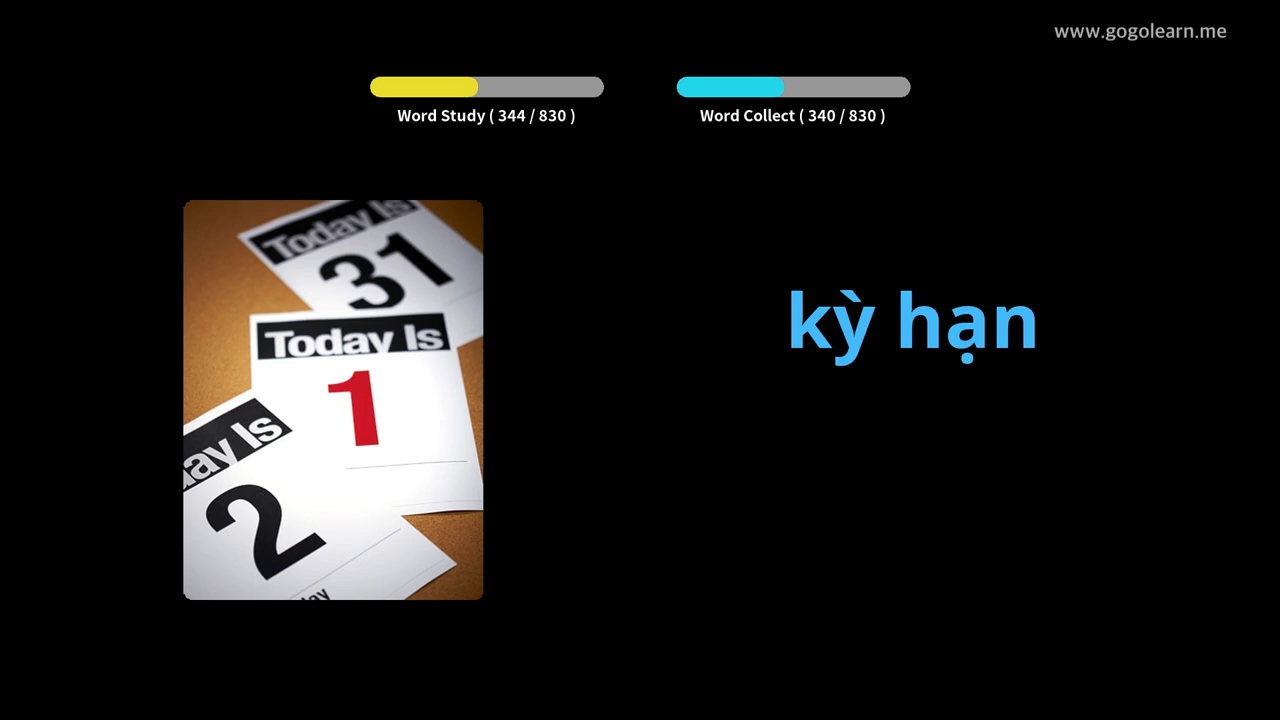 www.gogolearn.me
Word Study ( 344 / 830 )
Word Collect ( 340 / 830 )
Today Is
31
Today Is
1
ay Is
2
kỳ hạn